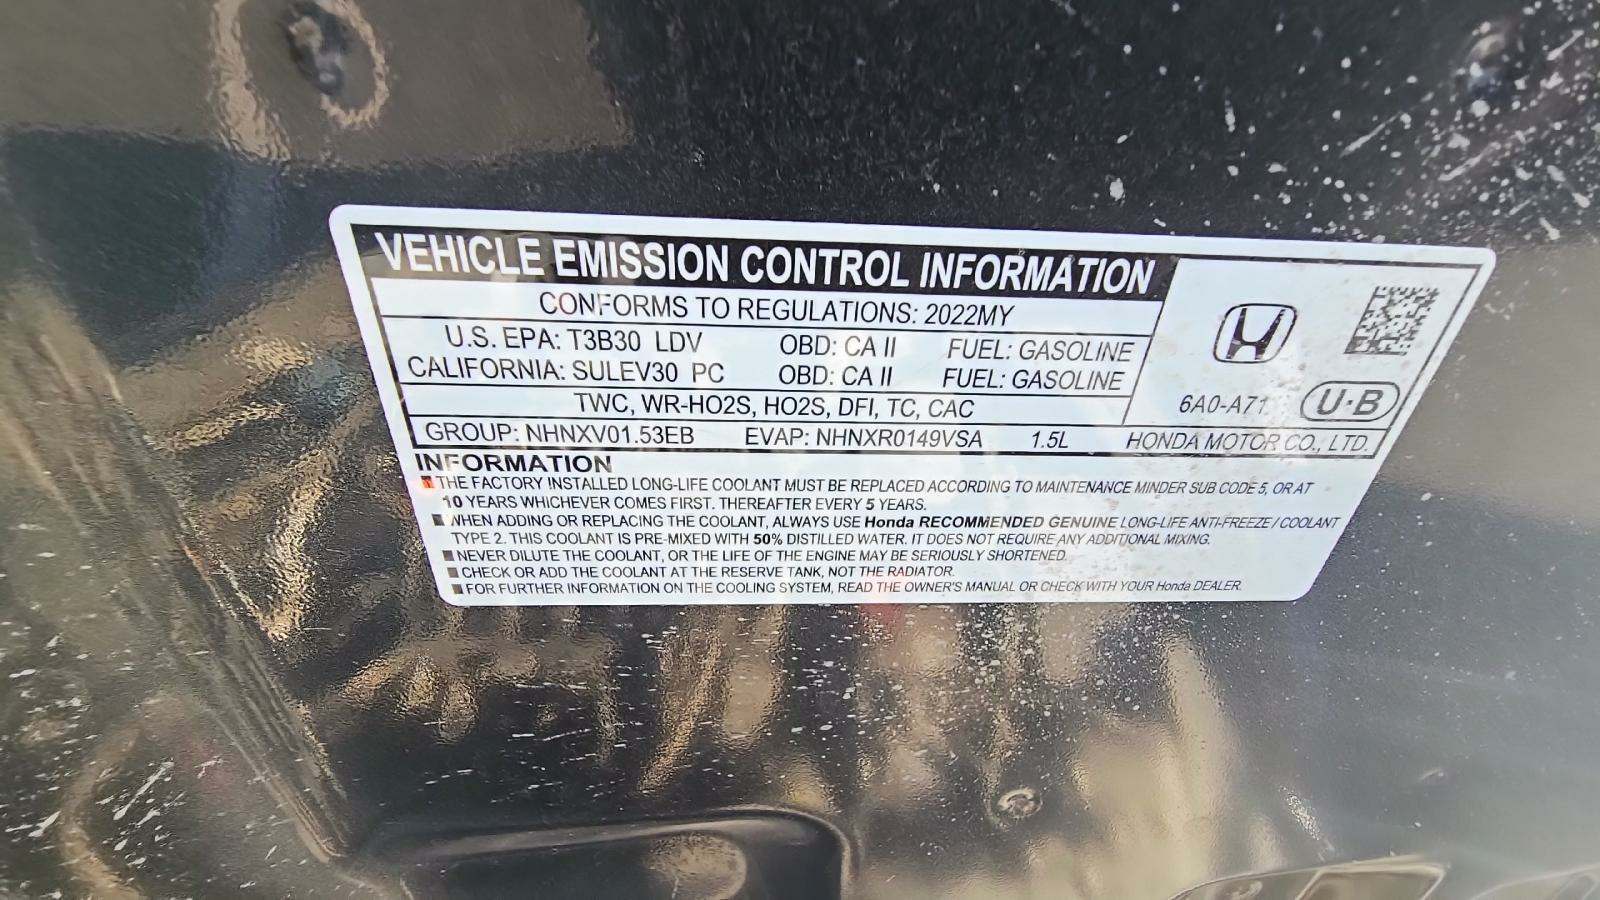 VEHICLE EMISSION CONTROL INFORMATION
CONFORMS TO REGULATIONS: 2022MY
U.S. EPA: T3B30 LDV OBD: CA II FUEL: GASOLINE
CALIFORNIA: SULEV30 PC OBD: CA II FUEL: GASOLINE
TWC, WR-HO2S, HO2S, DFI, TC, CAC
6A0-A71 U·B
GROUP: NHNXV01.53EB EVAP: NHNXR0149VSA 1.5L HONDA MOTOR CO., LTD.
INFORMATION
■ THE FACTORY INSTALLED LONG-LIFE COOLANT MUST BE REPLACED ACCORDING TO MAINTENANCE MINDER SUB CODE 5, OR AT
10 YEARS WHICHEVER COMES FIRST. THEREAFTER EVERY 5 YEARS.
■ WHEN ADDING OR REPLACING THE COOLANT, ALWAYS USE Honda RECOMMENDED GENUINE LONG-LIFE ANTI-FREEZE / COOLANT
TYPE 2. THIS COOLANT IS PRE-MIXED WITH 50% DISTILLED WATER. IT DOES NOT REQUIRE ANY ADDITIONAL MIXING.
■ NEVER DILUTE THE COOLANT, OR THE LIFE OF THE ENGINE MAY BE SERIOUSLY SHORTENED.
■ CHECK OR ADD THE COOLANT AT THE RESERVE TANK, NOT THE RADIATOR.
■ FOR FURTHER INFORMATION ON THE COOLING SYSTEM, READ THE OWNER'S MANUAL OR CHECK WITH YOUR Honda DEALER.